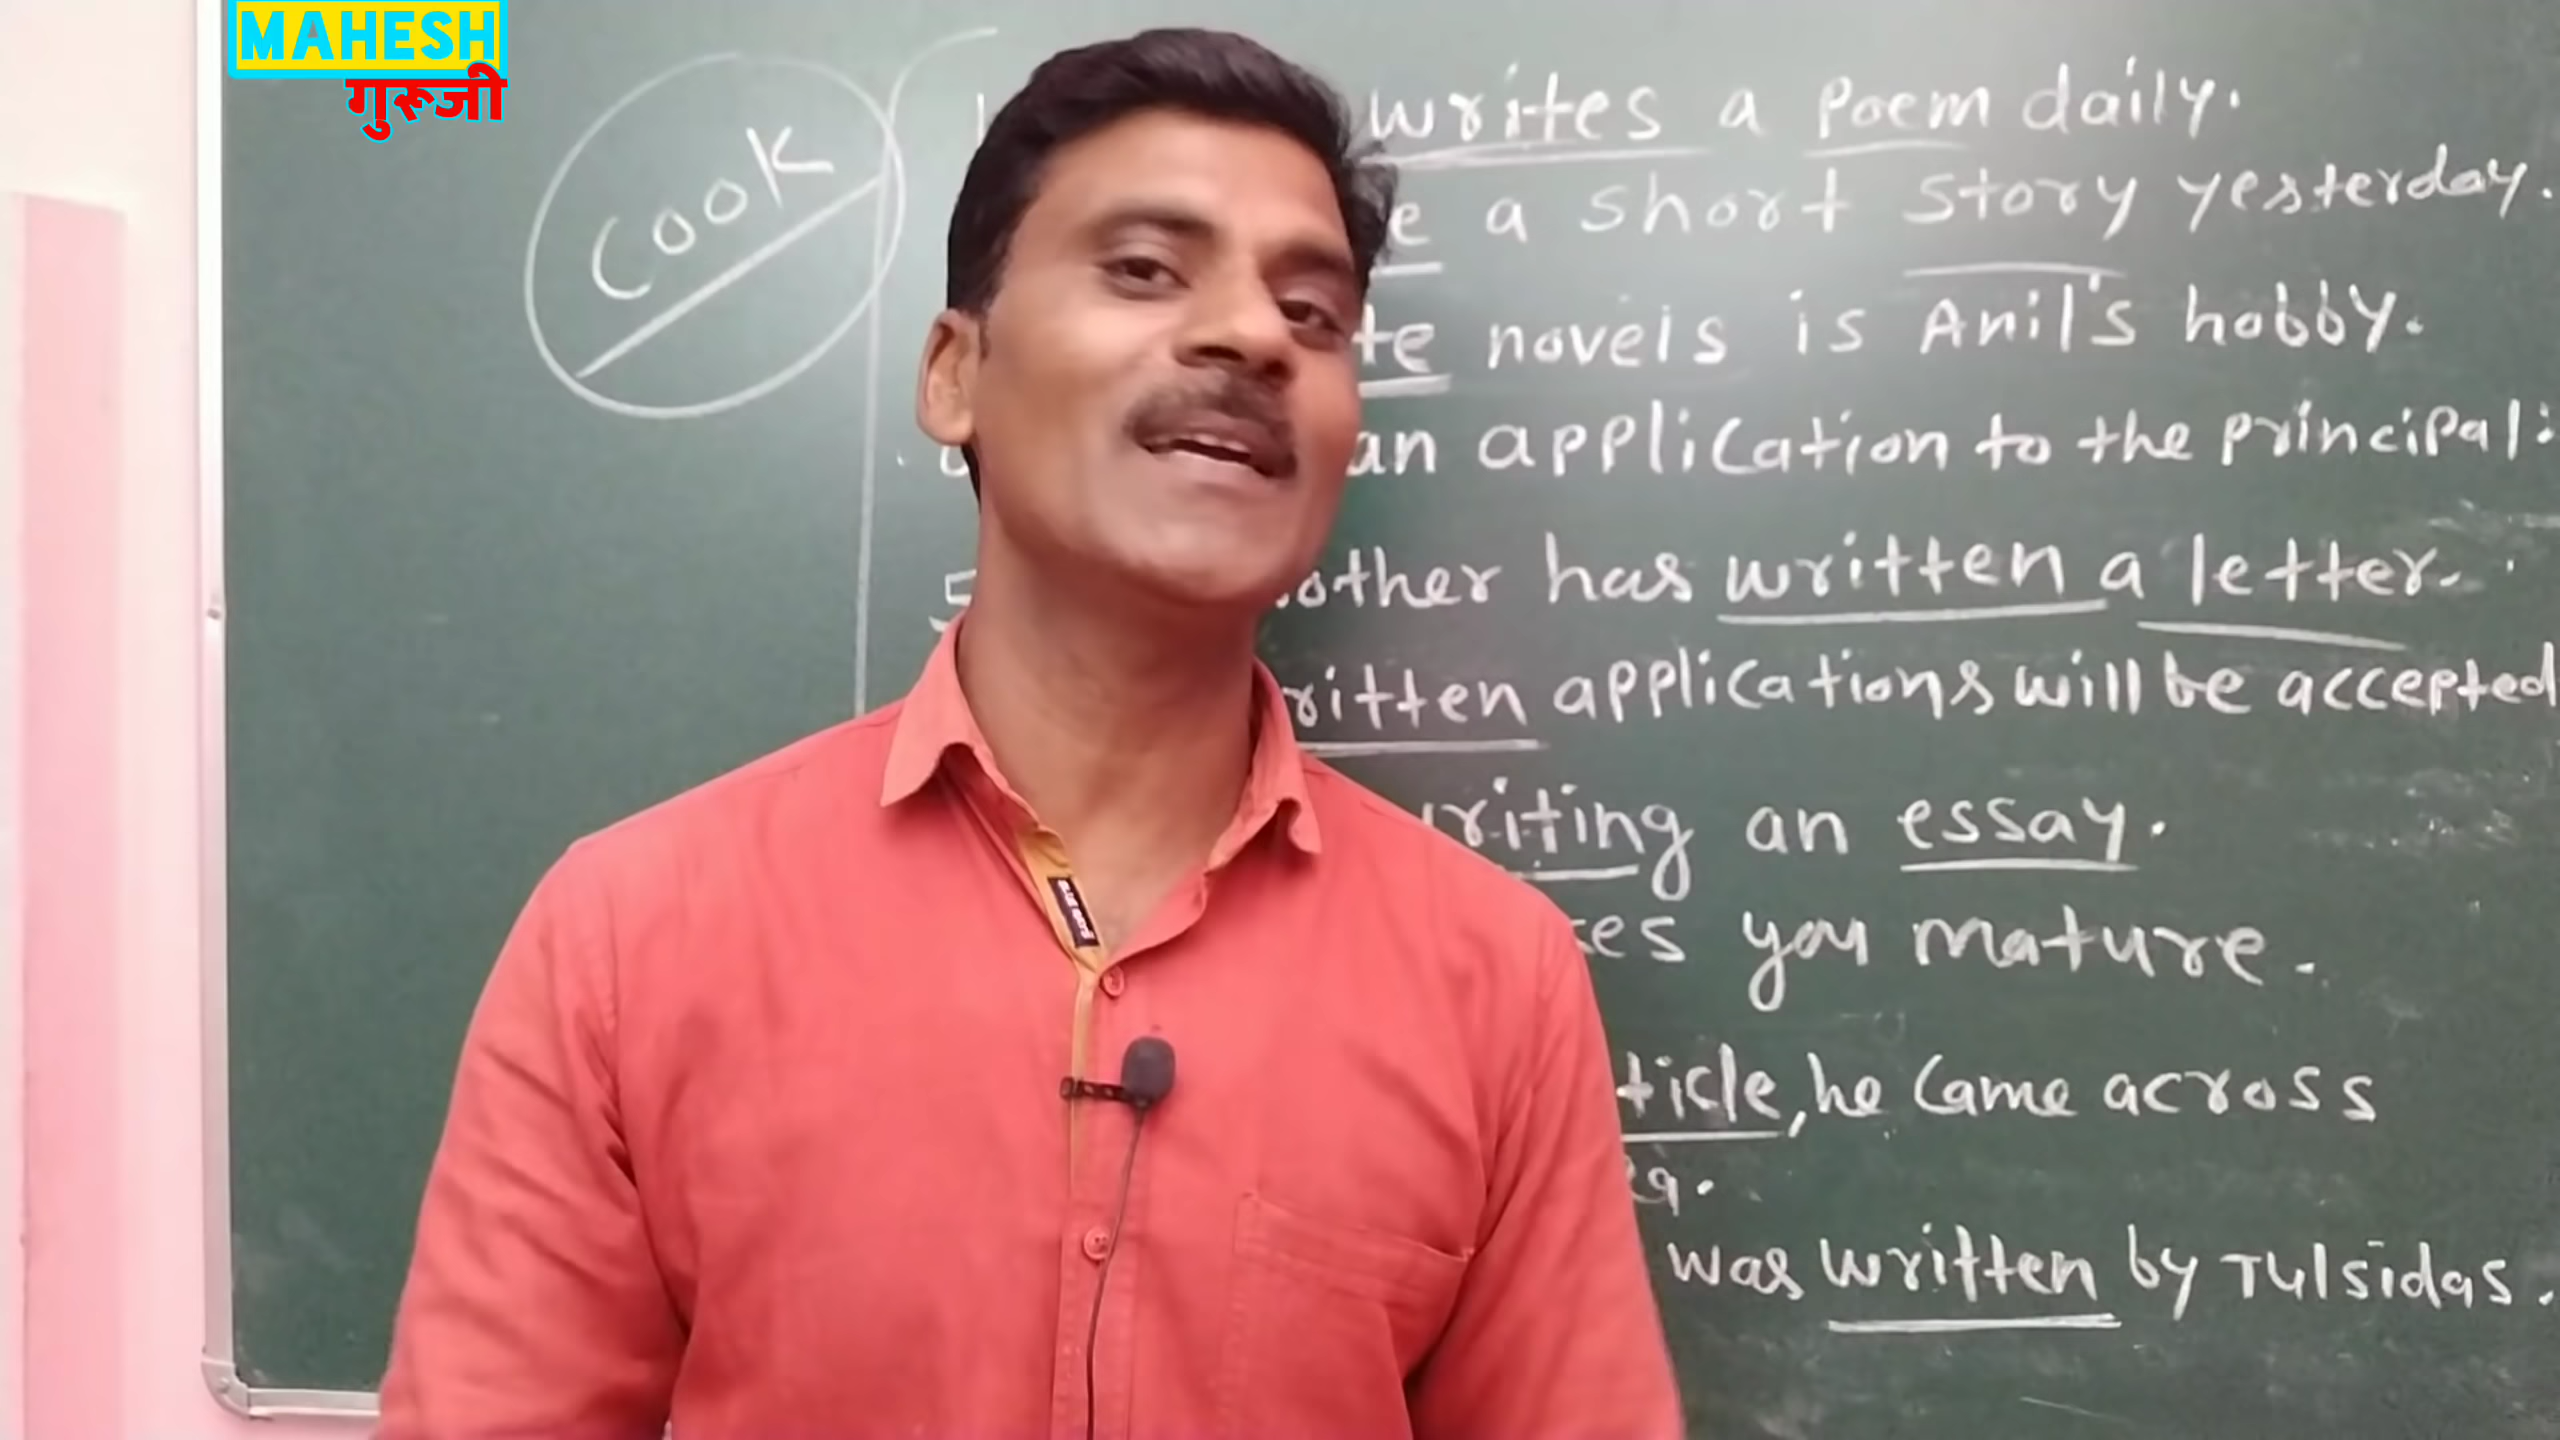 MAHESH
गुरूजी
COOK
writes a poem daily.
a short story yesterday.
novels is Anil's hobby.
an application to the principal.
5
other has written a letter.
ritten applications will be accepted
riting an essay.
you mature.
ticle, he came across
was written by Tulsidas.